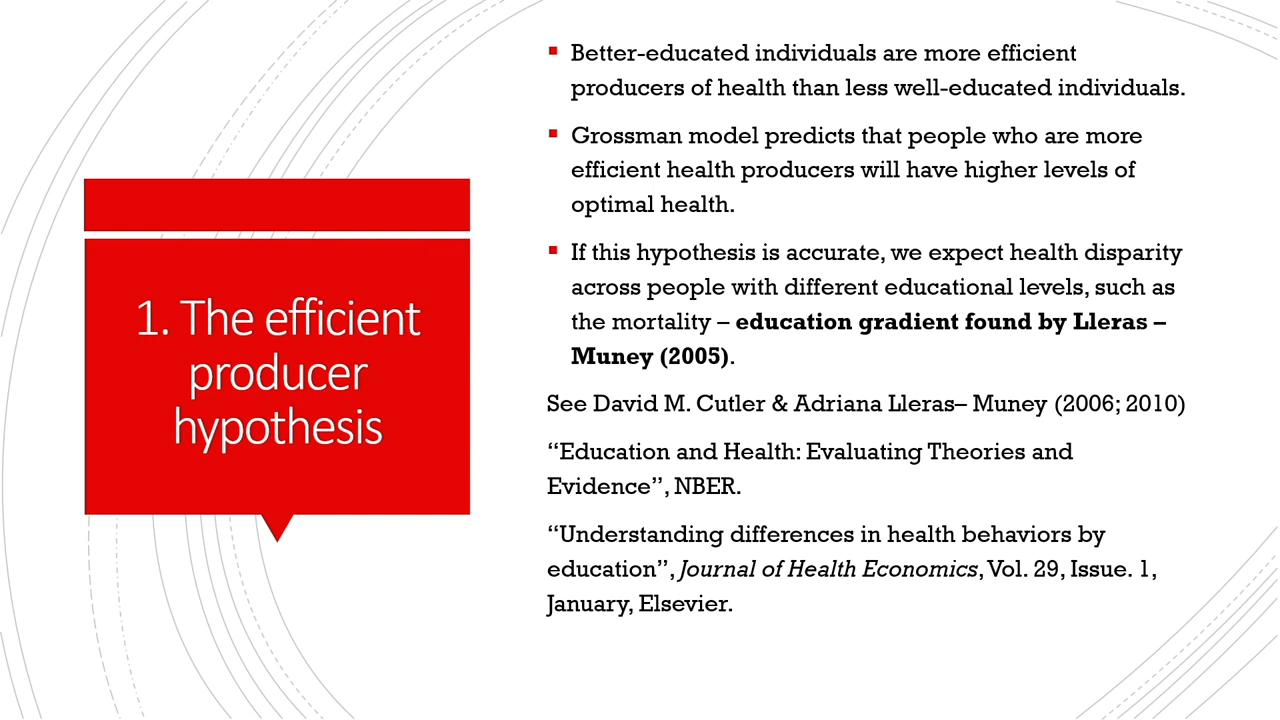 1. The efficient
producer
hypothesis
▪ Better-educated individuals are more efficient
producers of health than less well-educated individuals.
▪ Grossman model predicts that people who are more
efficient health producers will have higher levels of
optimal health.
▪ If this hypothesis is accurate, we expect health disparity
across people with different educational levels, such as
the mortality – education gradient found by Lleras –
Muney (2005).
See David M. Cutler & Adriana Lleras– Muney (2006; 2010)
“Education and Health: Evaluating Theories and
Evidence”, NBER.
“Understanding differences in health behaviors by
education”, Journal of Health Economics, Vol. 29, Issue. 1,
January, Elsevier.